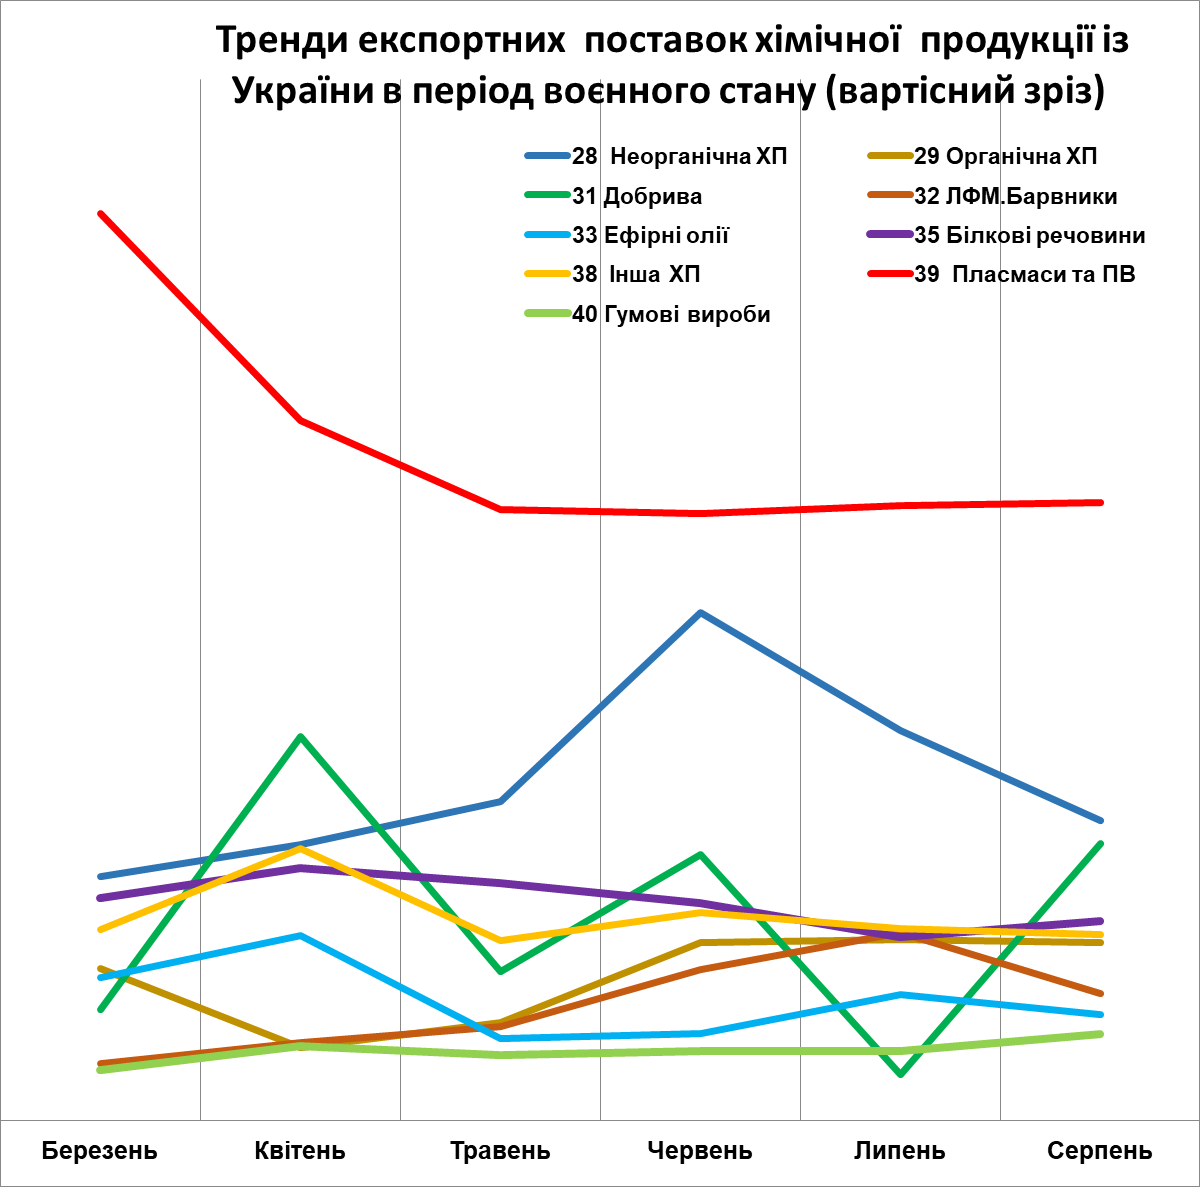 Тренди експортних поставок хімічної продукції із
України в період воєнного стану (вартісний зріз)
28 Неорганічна ХП
29 Органічна ХП
31 Добрива
32 ЛФМ.Барвники
33 Ефірні олії
35 Білкові речовини
38 Інша ХП
39 Пласмаси та ПВ
40 Гумові вироби
Березень
Квітень
Травень
Червень
Липень
Серпень